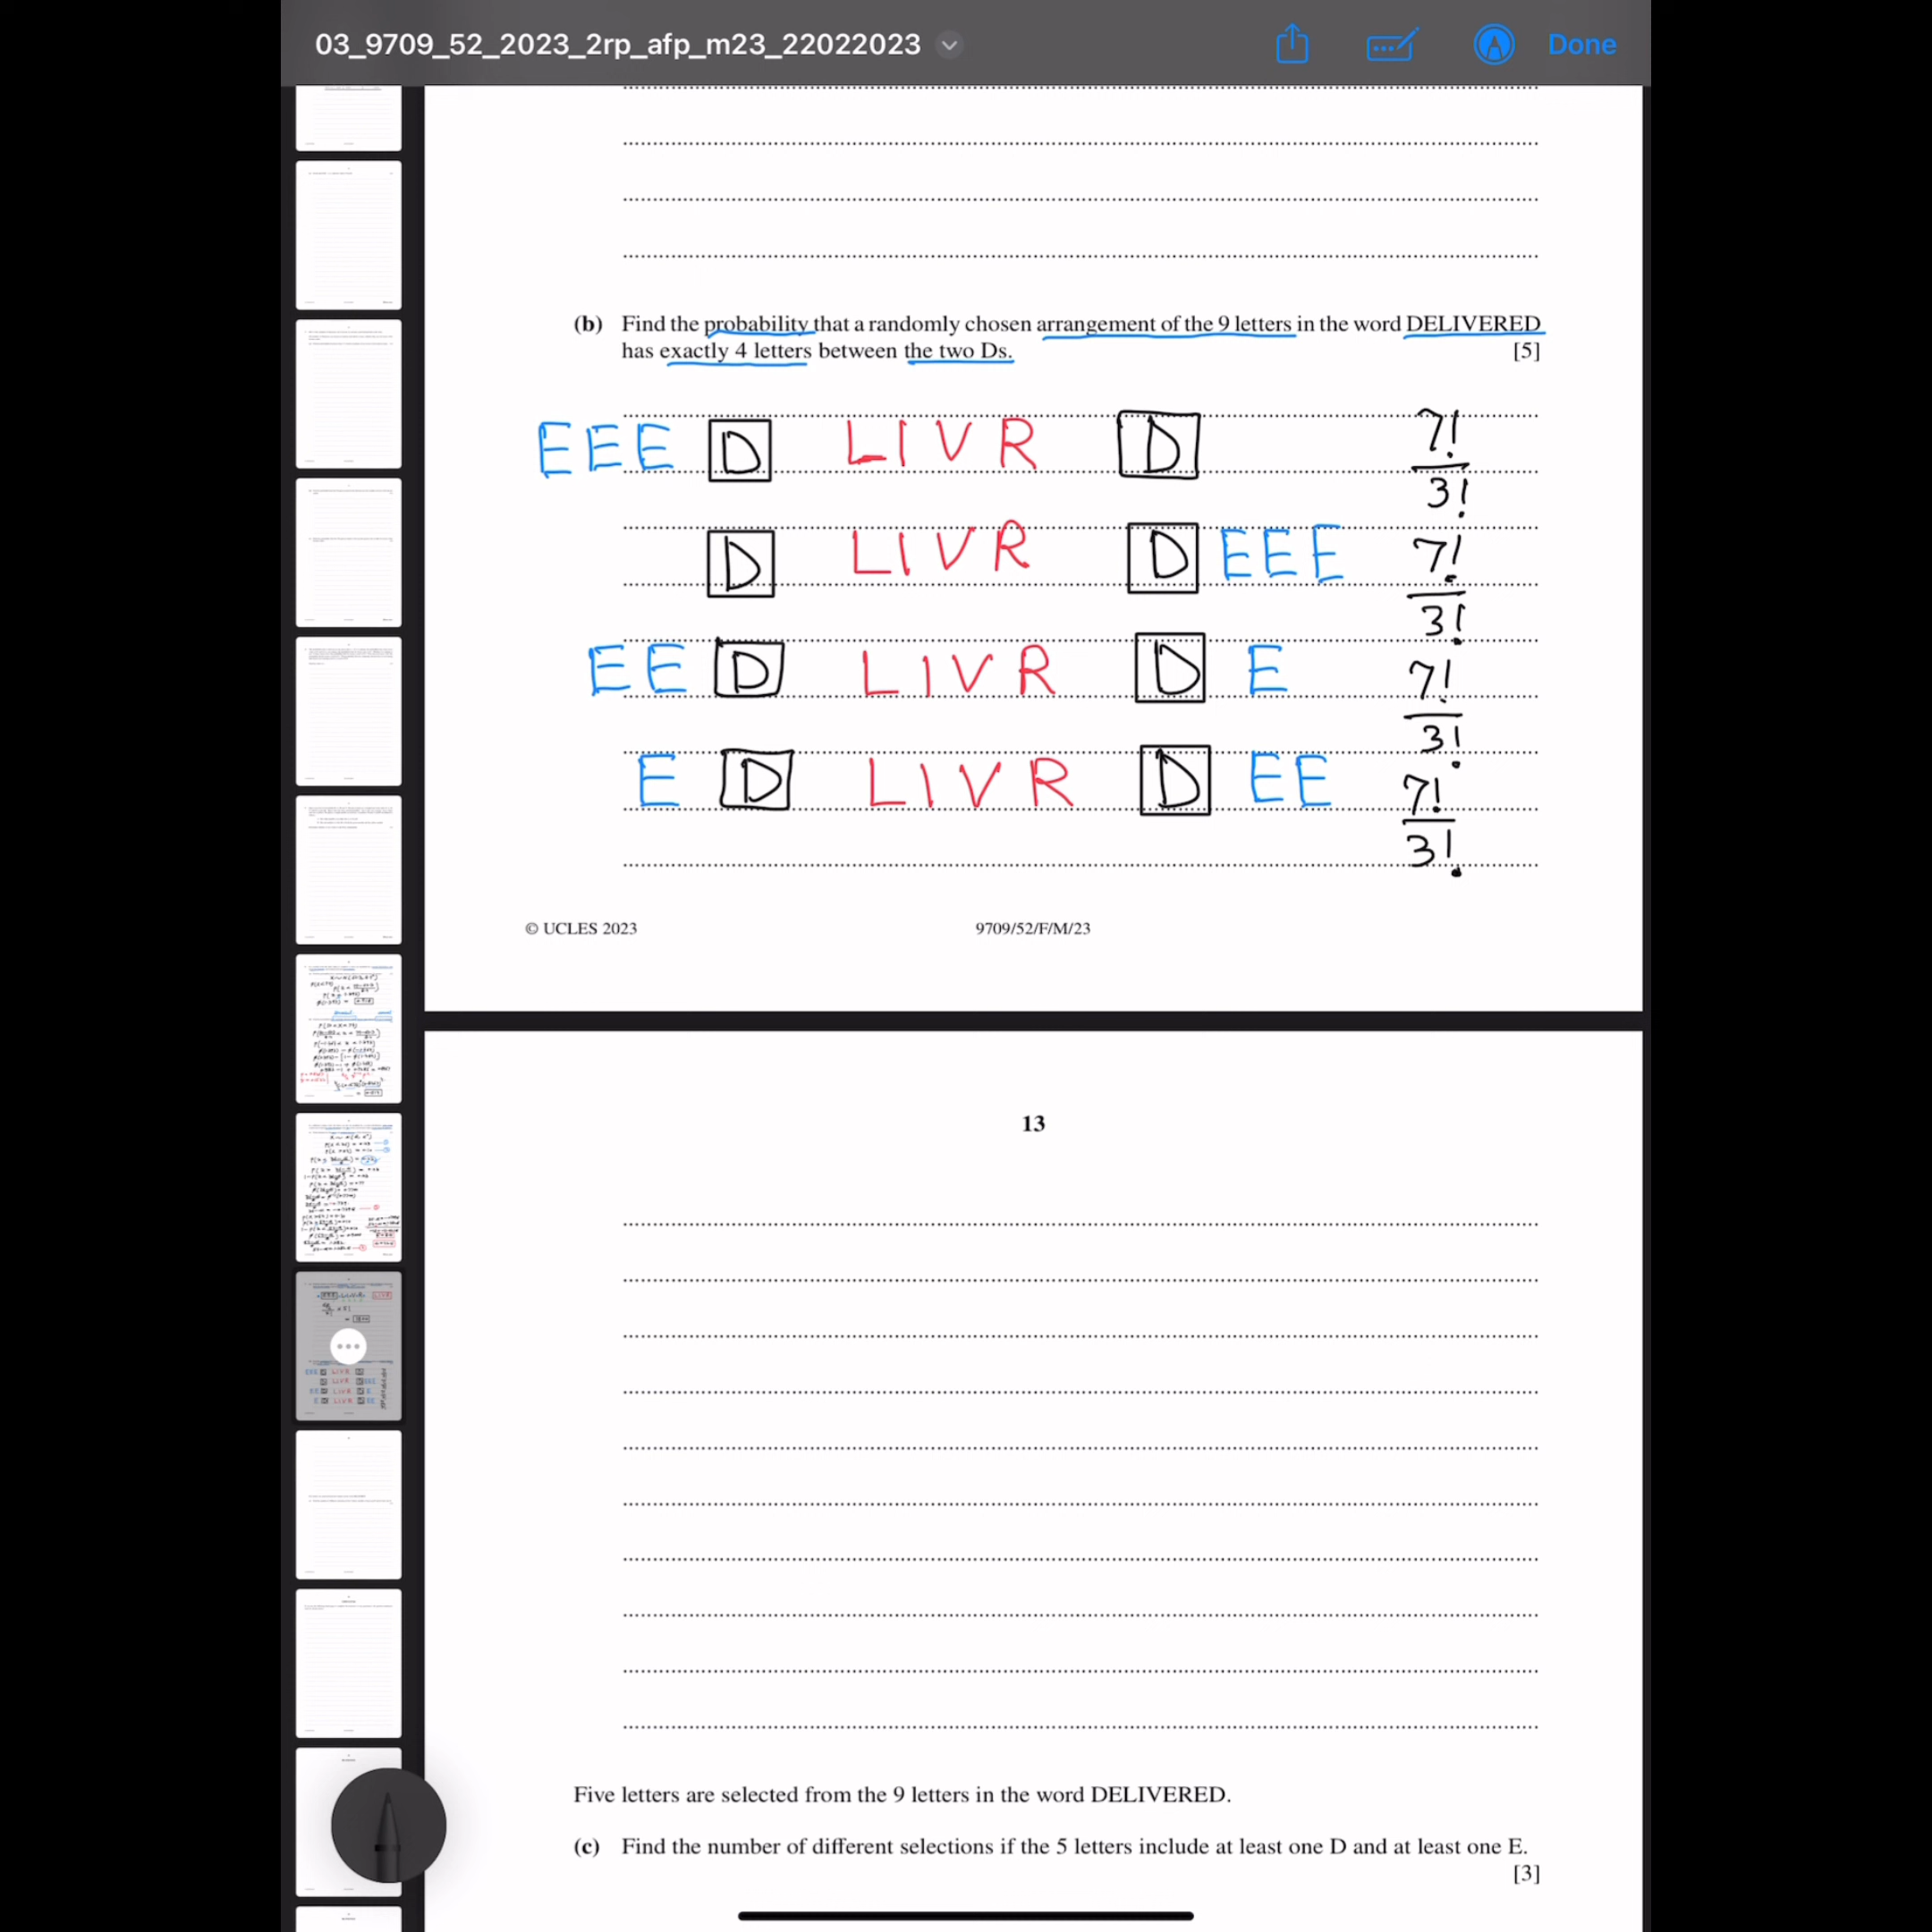 03_9709_52_2023_2rp_afp_m23_22022023
Done
(b) Find the probability that a randomly chosen arrangement of the 9 letters in the word DELIVERED
has exactly 4 letters between the two Ds. [5]
EEE D LIVR D 7!/3!
D LIVR D EEE 7!/3!
EE D LIVR D E 7!/3!
E D LIVR D EE 7!/3!
© UCLES 2023 9709/52/F/M/23
13
Five letters are selected from the 9 letters in the word DELIVERED.
(c) Find the number of different selections if the 5 letters include at least one D and at least one E.
[3]